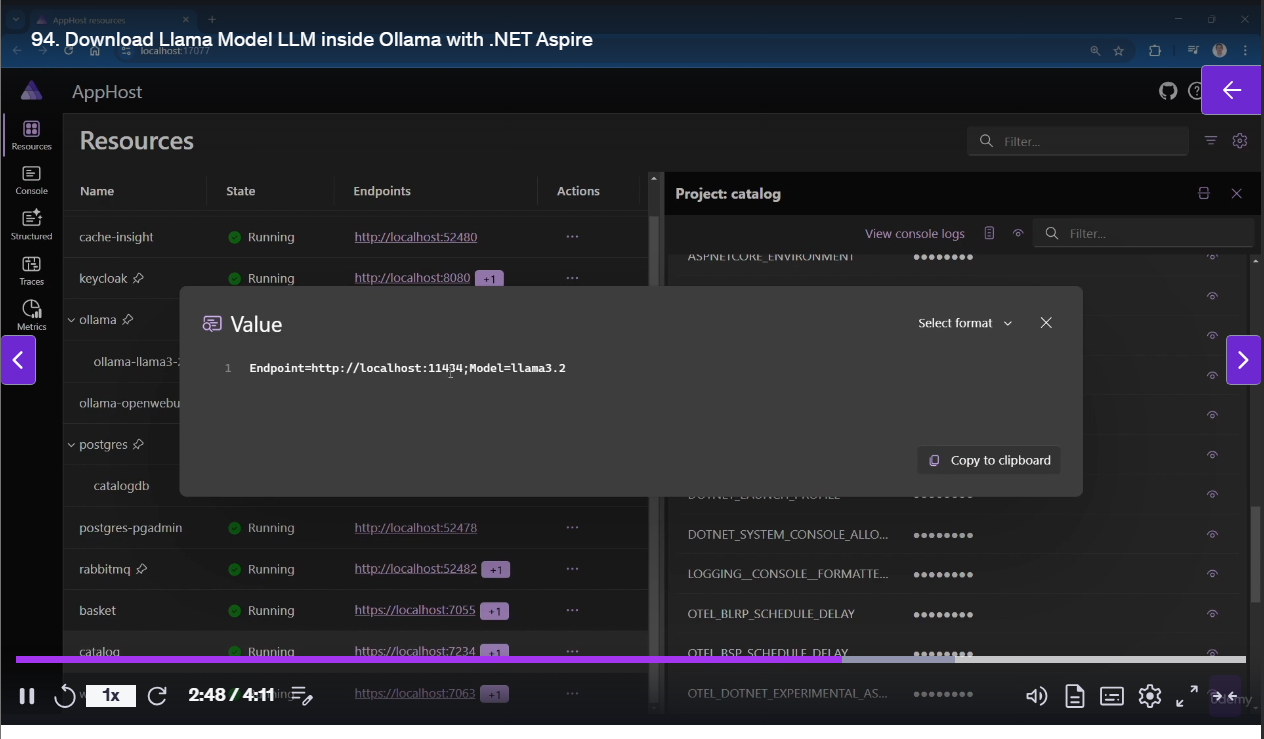 AppHost resources
94. Download Llama Model LLM inside Ollama with .NET Aspire
localhost:17077
AppHost
Resources
Filter...
Name
State
Endpoints
Actions
Project: catalog
View console logs
Filter...
Resources
Console
Structured
Traces
Metrics
cache-insight
Running
http://localhost:52480
ASPNETCORE_ENVIRONMENT
keycloak
Running
http://localhost:8080
+1
ollama
Value
Select format
ollama-llama3-2
1
Endpoint=http://localhost:11434;Model=llama3.2
ollama-openwebu
postgres
Copy to clipboard
catalogdb
DOTNET_LAUNCH_PROFILE
postgres-pgadmin
Running
http://localhost:52478
DOTNET_SYSTEM_CONSOLE_ALLO...
rabbitmq
Running
http://localhost:52482
+1
LOGGING__CONSOLE__FORMATTE...
basket
Running
https://localhost:7055
+1
OTEL_BLRP_SCHEDULE_DELAY
catalog
Running
https://localhost:7234
+1
OTEL_BSP_SCHEDULE_DELAY
1x
2:48 / 4:11
https://localhost:7063
+1
OTEL_DOTNET_EXPERIMENTAL_AS...
udemy